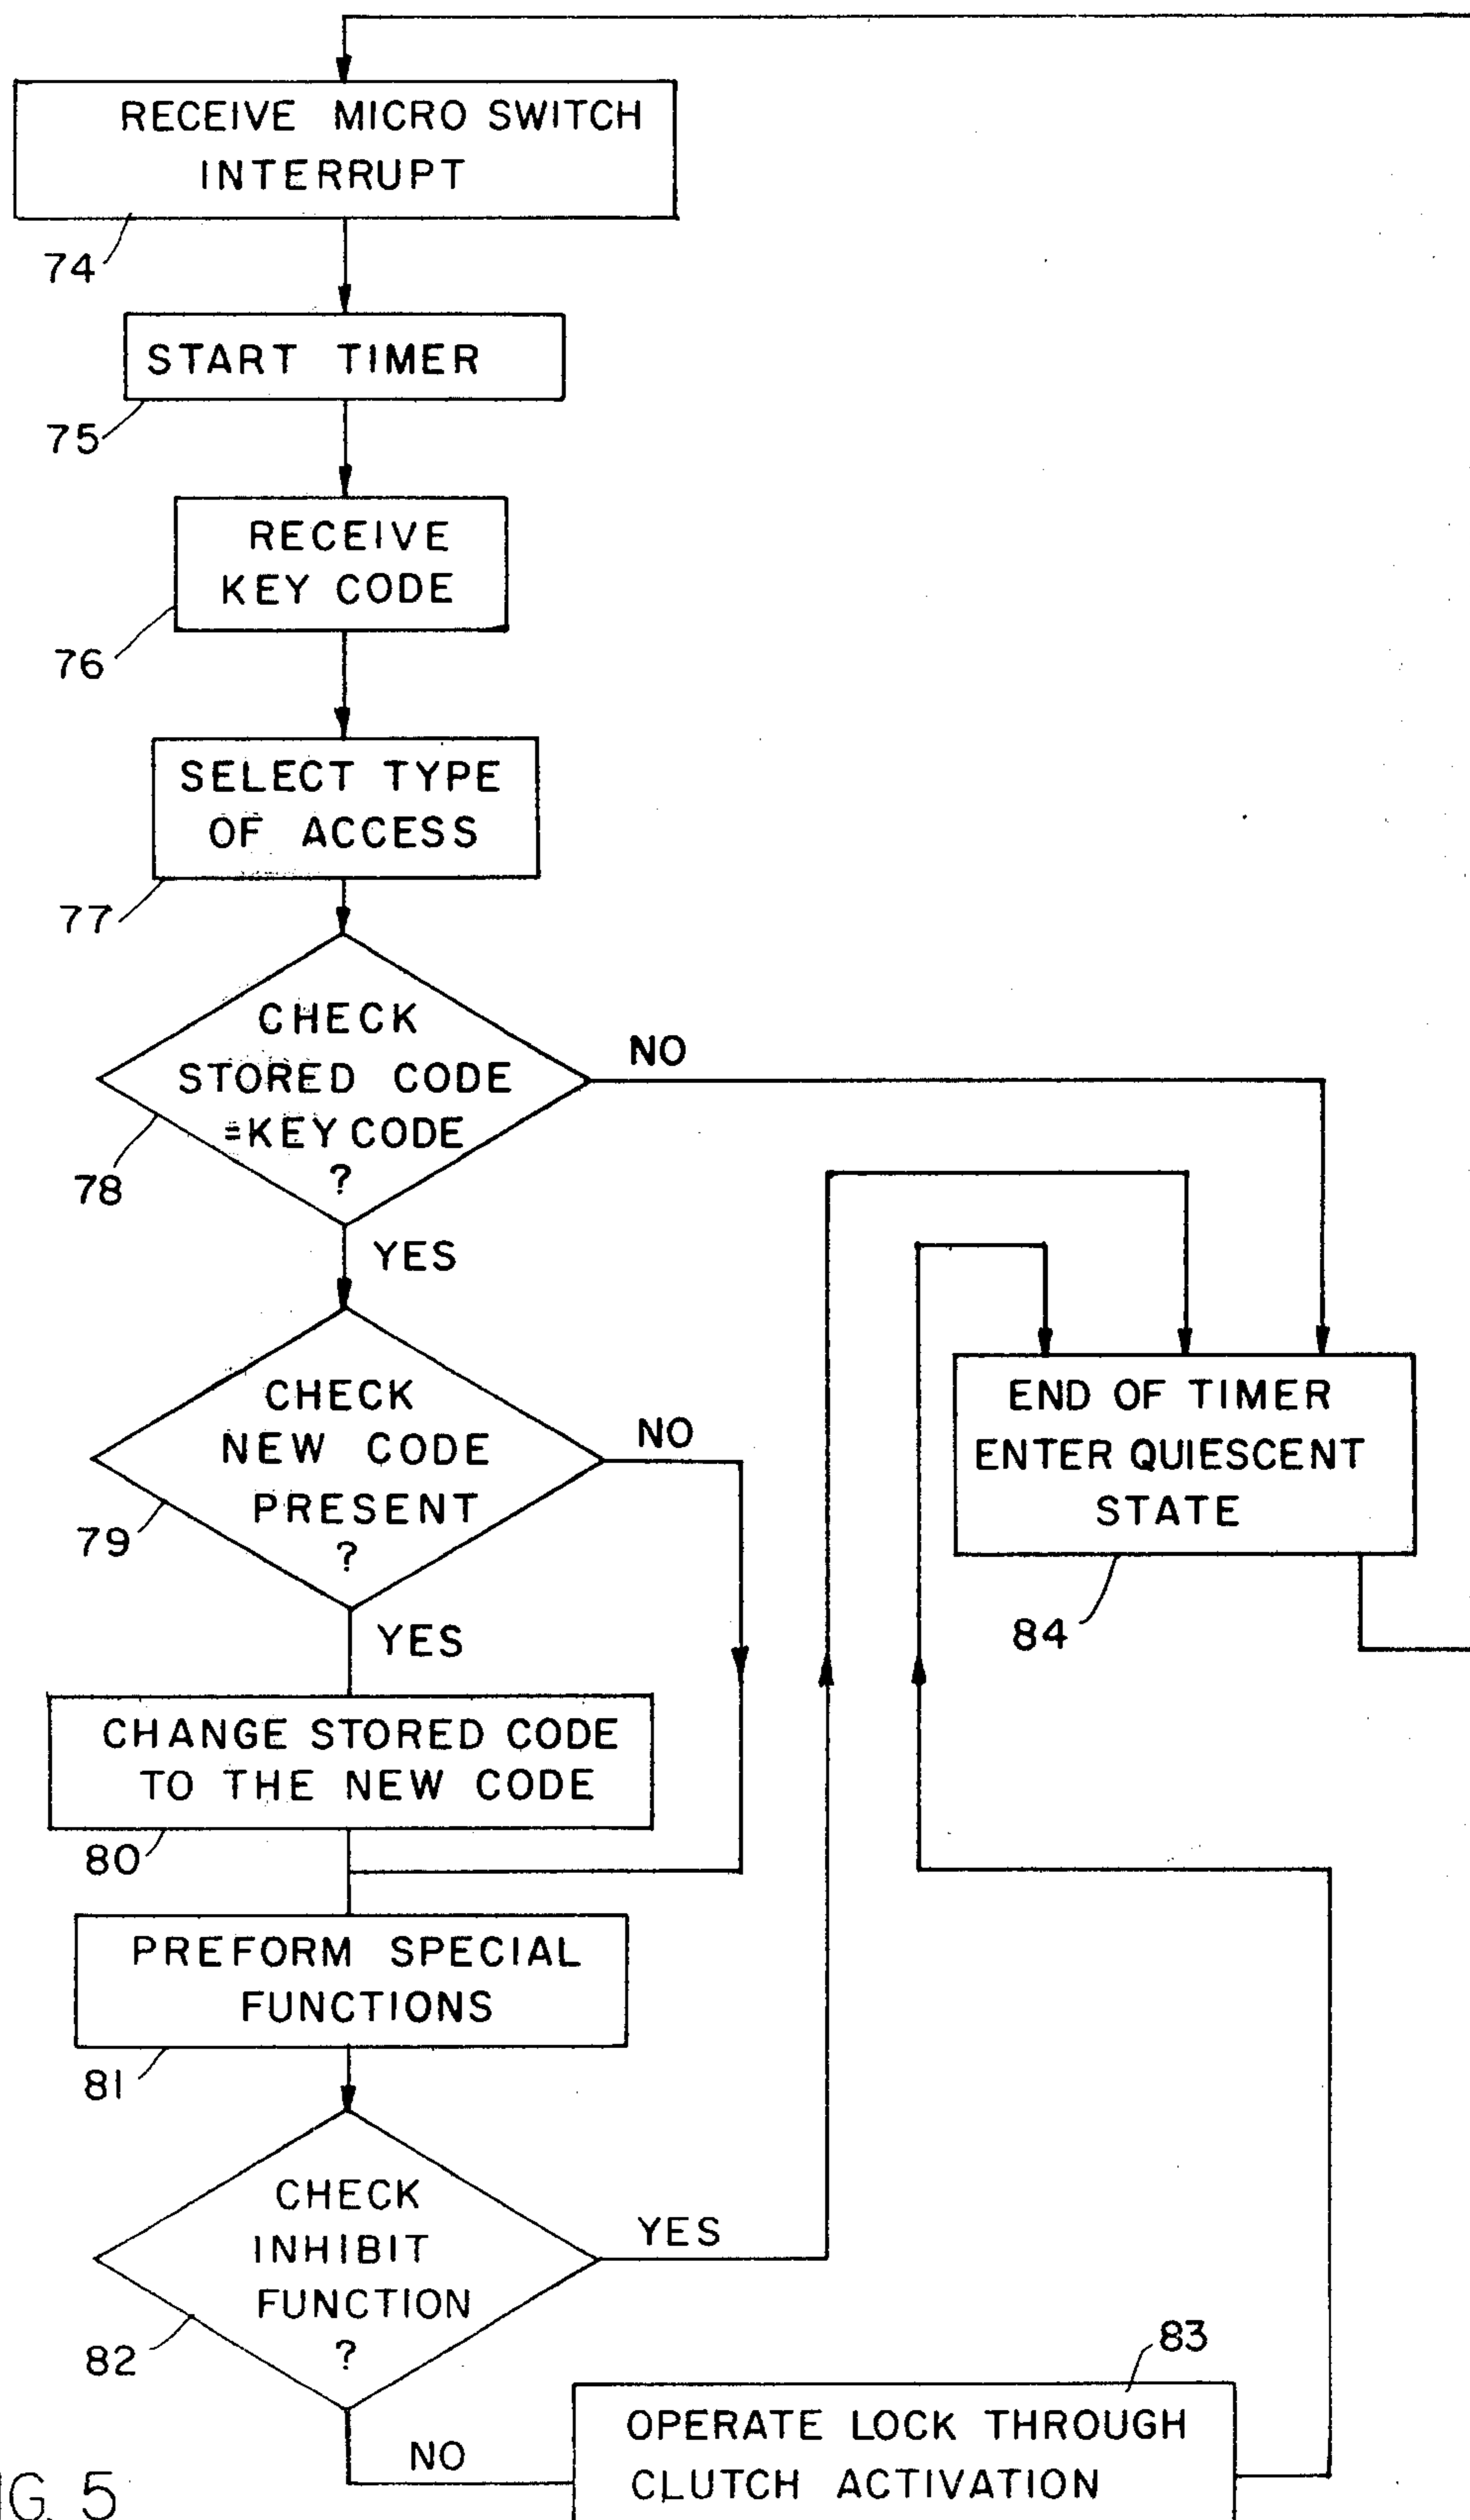 RECEIVE MICRO SWITCH
INTERRUPT
74
START TIMER
75
RECEIVE
KEY CODE
76
SELECT TYPE
OF ACCESS
77
CHECK
STORED CODE
=KEY CODE
?
NO
78
YES
CHECK
NEW CODE
PRESENT
?
NO
79
YES
END OF TIMER
ENTER QUIESCENT
STATE
84
CHANGE STORED CODE
TO THE NEW CODE
80
PREFORM SPECIAL
FUNCTIONS
81
CHECK
INHIBIT
FUNCTION
?
YES
82
NO
83
OPERATE LOCK THROUGH
CLUTCH ACTIVATION
G. 5